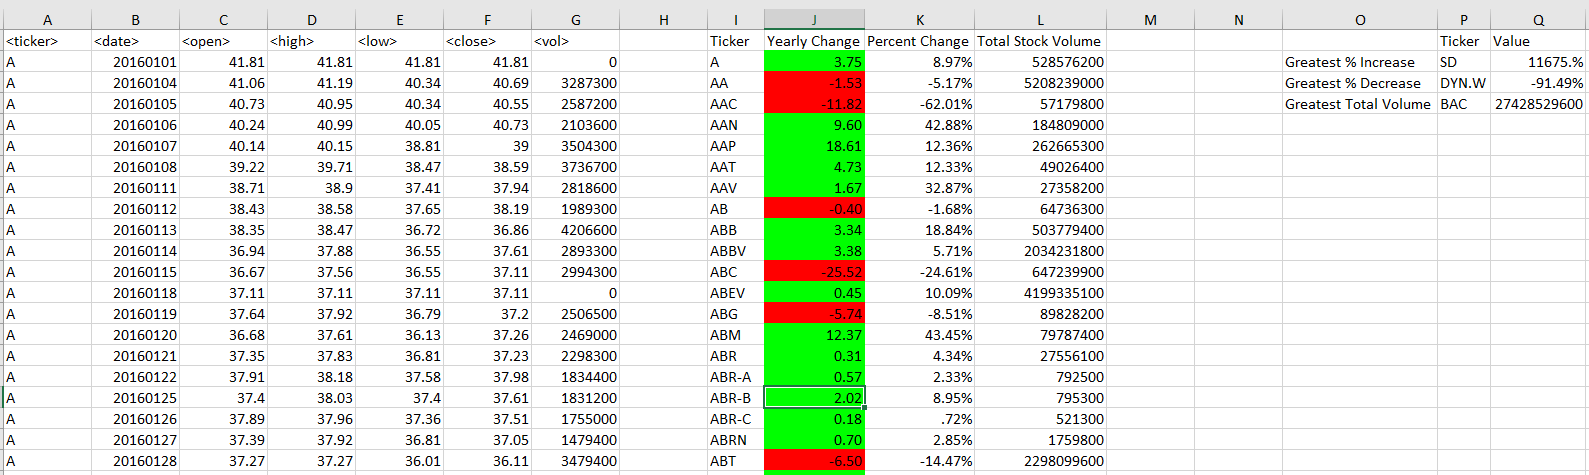 A B C D E F G H I J K L M N O P Q
<ticker> <date> <open> <high> <low> <close> <vol> Ticker Yearly Change Percent Change Total Stock Volume Ticker Value
A 20160101 41.81 41.81 41.81 41.81 0 A 3.75 8.97% 528576200 Greatest % Increase SD 11675.%
A 20160104 41.06 41.19 40.34 40.69 3287300 AA -1.53 -5.17% 5208239000 Greatest % Decrease DYN.W -91.49%
A 20160105 40.73 40.95 40.34 40.55 2587200 AAC -11.82 -62.01% 57179800 Greatest Total Volume BAC 27428529600
A 20160106 40.24 40.99 40.05 40.73 2103600 AAN 9.60 42.88% 184809000
A 20160107 40.14 40.15 38.81 39 3504300 AAP 18.61 12.36% 262665300
A 20160108 39.22 39.71 38.47 38.59 3736700 AAT 4.73 12.33% 49026400
A 20160111 38.71 38.9 37.41 37.94 2818600 AAV 1.67 32.87% 27358200
A 20160112 38.43 38.58 37.65 38.19 1989300 AB -0.40 -1.68% 64736300
A 20160113 38.35 38.47 36.72 36.86 4206600 ABB 3.34 18.84% 503779400
A 20160114 36.94 37.88 36.55 37.61 2893300 ABBV 3.38 5.71% 2034231800
A 20160115 36.67 37.56 36.55 37.11 2994300 ABC -25.52 -24.61% 647239900
A 20160118 37.11 37.11 37.11 37.11 0 ABEV 0.45 10.09% 4199335100
A 20160119 37.64 37.92 36.79 37.2 2506500 ABG -5.74 -8.51% 89828200
A 20160120 36.68 37.61 36.13 37.26 2469000 ABM 12.37 43.45% 79787400
A 20160121 37.35 37.83 36.81 37.23 2298300 ABR 0.31 4.34% 27556100
A 20160122 37.91 38.18 37.58 37.98 1834400 ABR-A 0.57 2.33% 792500
A 20160125 37.4 38.03 37.4 37.61 1831200 ABR-B 2.02 8.95% 795300
A 20160126 37.89 37.96 37.36 37.51 1755000 ABR-C 0.18 .72% 521300
A 20160127 37.39 37.92 36.81 37.05 1479400 ABRN 0.70 2.85% 1759800
A 20160128 37.27 37.27 36.01 36.11 3479400 ABT -6.50 -14.47% 2298099600